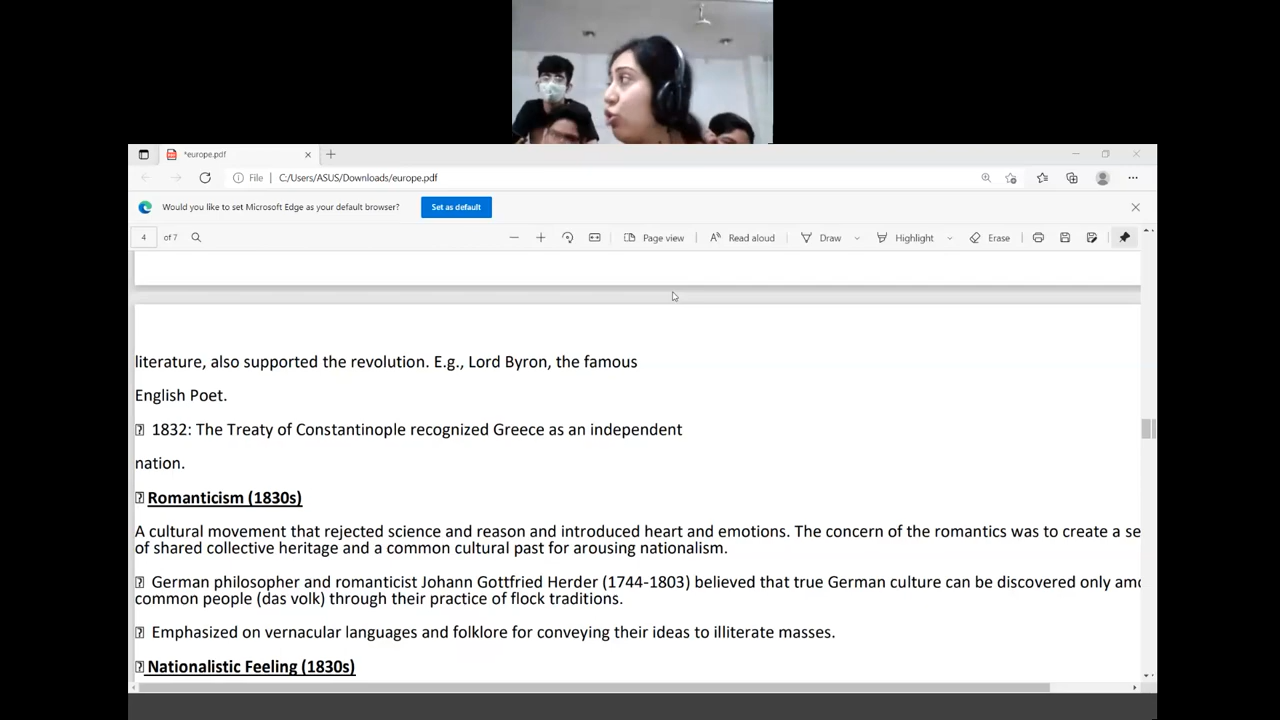 *europe.pdf
File
C:/Users/ASUS/Downloads/europe.pdf
Would you like to set Microsoft Edge as your default browser?
Set as default
4 of 7
Page view
Read aloud
Draw
Highlight
Erase
literature, also supported the revolution. E.g., Lord Byron, the famous
English Poet.
1832: The Treaty of Constantinople recognized Greece as an independent
nation.
Romanticism (1830s)
A cultural movement that rejected science and reason and introduced heart and emotions. The concern of the romantics was to create a se
of shared collective heritage and a common cultural past for arousing nationalism.
German philosopher and romanticist Johann Gottfried Herder (1744-1803) believed that true German culture can be discovered only amo
common people (das volk) through their practice of flock traditions.
Emphasized on vernacular languages and folklore for conveying their ideas to illiterate masses.
Nationalistic Feeling (1830s)